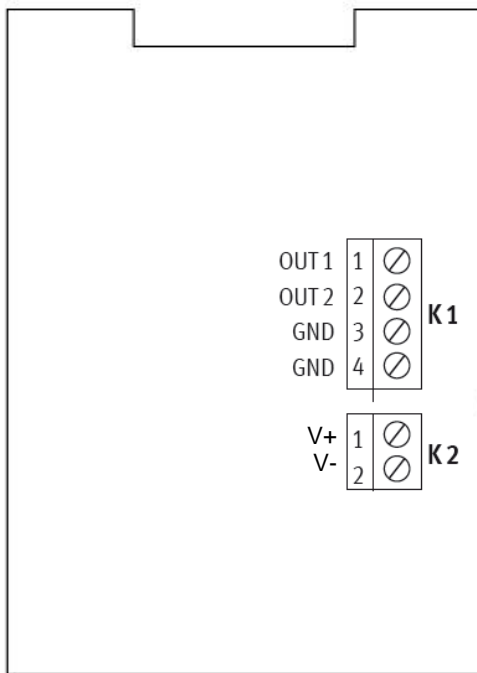 OUT1 1
OUT2 2 K1
GND 3
GND 4
V+ 1 K2
V- 2